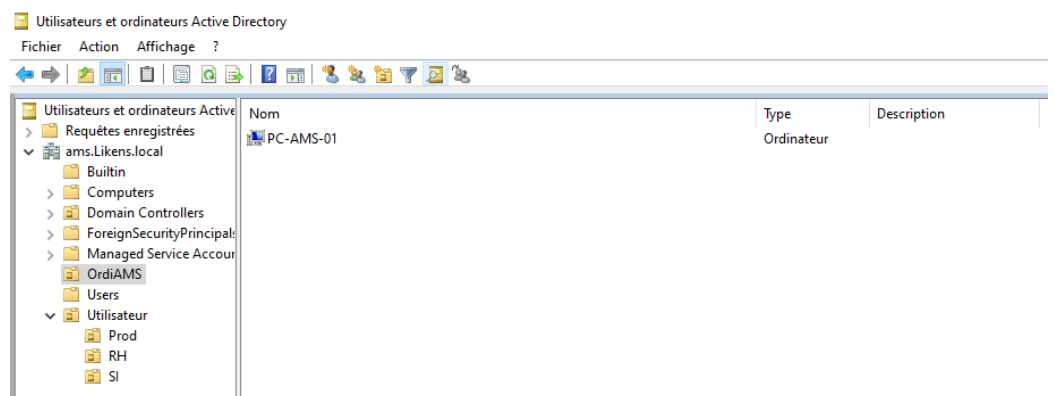 Utilisateurs et ordinateurs Active Directory
Fichier Action Affichage ?
Utilisateurs et ordinateurs Active
Requêtes enregistrées
ams.Likens.local
Builtin
Computers
Domain Controllers
ForeignSecurityPrincipals
Managed Service Accour
OrdiAMS
Users
Utilisateur
Prod
RH
SI
Nom Type Description
PC-AMS-01 Ordinateur